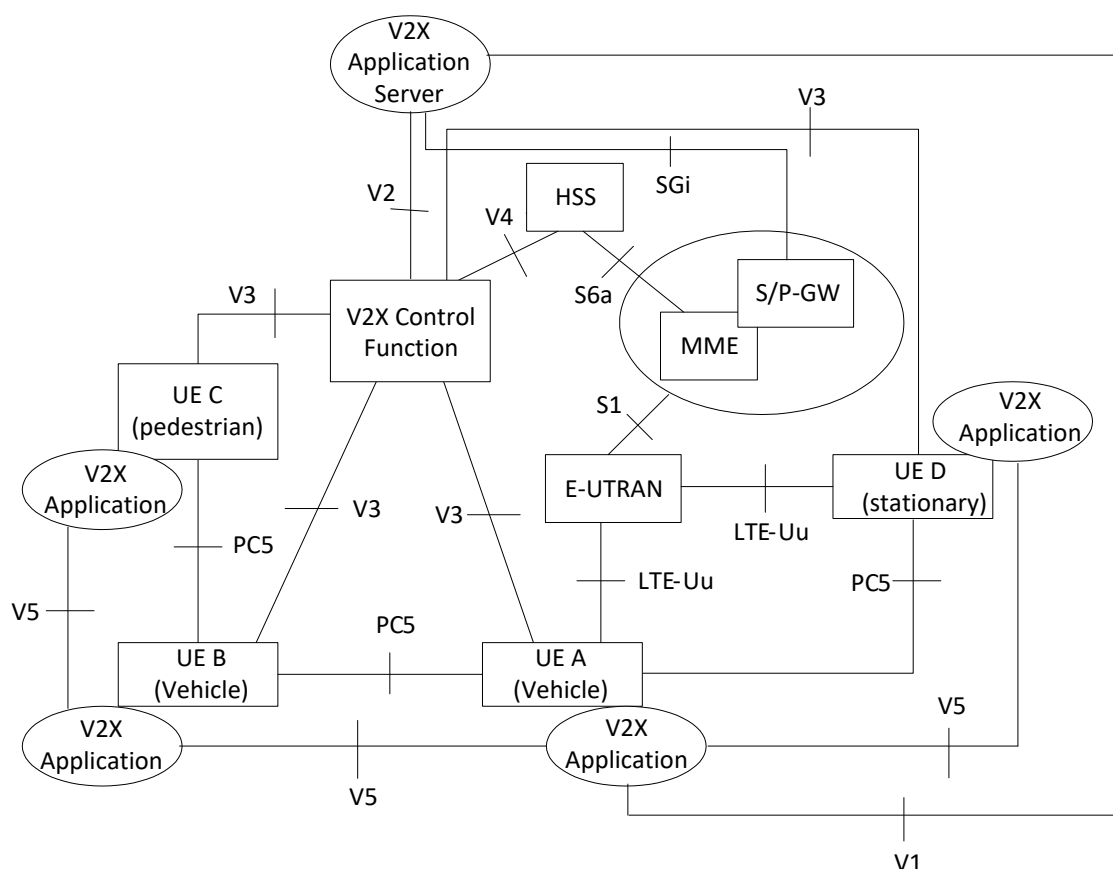 V2X
Application
Server
V3
SGi
HSS
V2
V4
S6a
S/P-GW
V3
V2X Control
Function
MME
UE C
(pedestrian)
S1
V2X
Application
V2X
Application
E-UTRAN
UE D
(stationary)
V3
V3
LTE-Uu
PC5
LTE-Uu
PC5
V5
PC5
UE B
(Vehicle)
UE A
(Vehicle)
V2X
Application
V2X
Application
V5
V5
V1